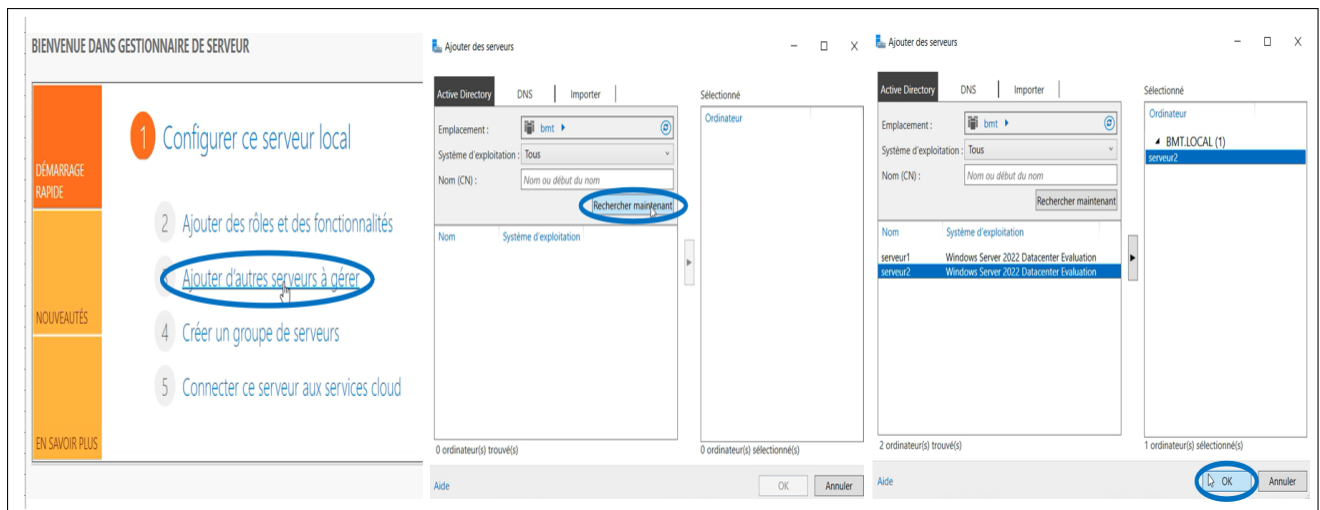 BIENVENUE DANS GESTIONNAIRE DE SERVEUR
DÉMARRAGE
RAPIDE
NOUVEAUTÉS
EN SAVOIR PLUS
1 Configurer ce serveur local
2 Ajouter des rôles et des fonctionnalités
3 Ajouter d'autres serveurs à gérer
4 Créer un groupe de serveurs
5 Connecter ce serveur aux services cloud
Ajouter des serveurs
Active Directory DNS Importer
Emplacement : bmt
Système d'exploitation : Tous
Nom (CN) : Nom ou début du nom
Rechercher maintenant
Nom Système d'exploitation
0 ordinateur(s) trouvé(s)
Sélectionné
Ordinateur
0 ordinateur(s) sélectionné(s)
Aide OK Annuler
Ajouter des serveurs
Active Directory DNS Importer
Emplacement : bmt
Système d'exploitation : Tous
Nom (CN) : Nom ou début du nom
Rechercher maintenant
Nom Système d'exploitation
serveur1 Windows Server 2022 Datacenter Evaluation
serveur2 Windows Server 2022 Datacenter Evaluation
2 ordinateur(s) trouvé(s)
Sélectionné
Ordinateur
BMT.LOCAL (1)
serveur2
1 ordinateur(s) sélectionné(s)
Aide OK Annuler